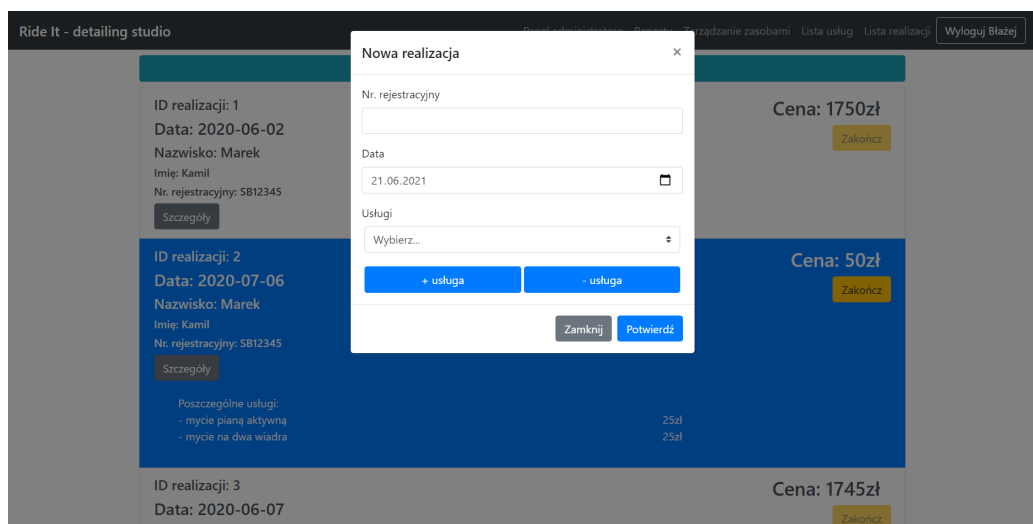 Ride It - detailing studio
Panel administratora Raporty Zarządzanie zasobami Lista usług Lista realizacji Wyloguj Błażej
Nowa realizacja ×
Nr. rejestracyjny
Data
21.06.2021
Usługi
Wybierz...
+ usługa - usługa
Zamknij Potwierdź
ID realizacji: 1 Cena: 1750zł
Data: 2020-06-02 Zakończ
Nazwisko: Marek
Imię: Kamil
Nr. rejestracyjny: SB12345
Szczegóły
ID realizacji: 2 Cena: 50zł
Data: 2020-07-06 Zakończ
Nazwisko: Marek
Imię: Kamil
Nr. rejestracyjny: SB12345
Szczegóły
Poszczególne usługi:
- mycie pianą aktywną 25zł
- mycie na dwa wiadra 25zł
ID realizacji: 3 Cena: 1745zł
Data: 2020-06-07 Zakończ